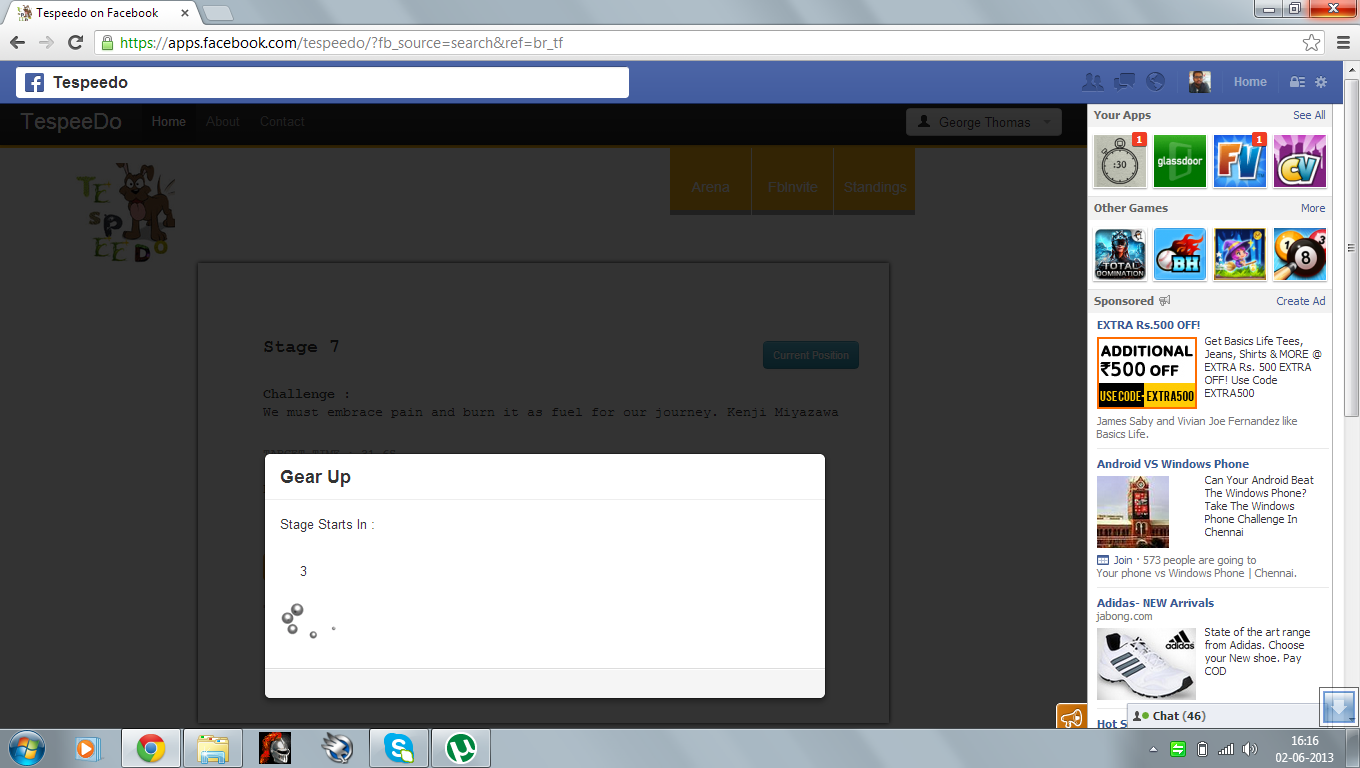 Tespeedo on Facebook
https://apps.facebook.com/tespeedo/?fb_source=search&ref=br_tf
Tespeedo
Home
TespeeDo
Home
About
Contact
George Thomas
TE
SP
EEDO
Arena
FbInvite
Standings
Stage 7
Current Position
Challenge :
We must embrace pain and burn it as fuel for our journey. Kenji Miyazawa
Gear Up
Stage Starts In :
3
Your Apps
See All
:30
1
glassdoor
FV
1
CV
Other Games
More
TOTAL
DOMINATION
BH
1
3
8
Sponsored
Create Ad
EXTRA Rs.500 OFF!
ADDITIONAL
₹500 OFF
USE CODE- EXTRA500
Get Basics Life Tees,
Jeans, Shirts & MORE @
EXTRA Rs. 500 EXTRA
OFF! Use Code
EXTRA500
James Saby and Vivian Joe Fernandez like
Basics Life.
Android VS Windows Phone
Can Your Android Beat
The Windows Phone?
Take The Windows
Phone Challenge In
Chennai
Join · 573 people are going to
Your phone vs Windows Phone | Chennai.
Adidas- NEW Arrivals
jabong.com
adidas
State of the art range
from Adidas. Choose
your New shoe. Pay
COD
Hot S
Chat (46)
16:16
02-06-2013